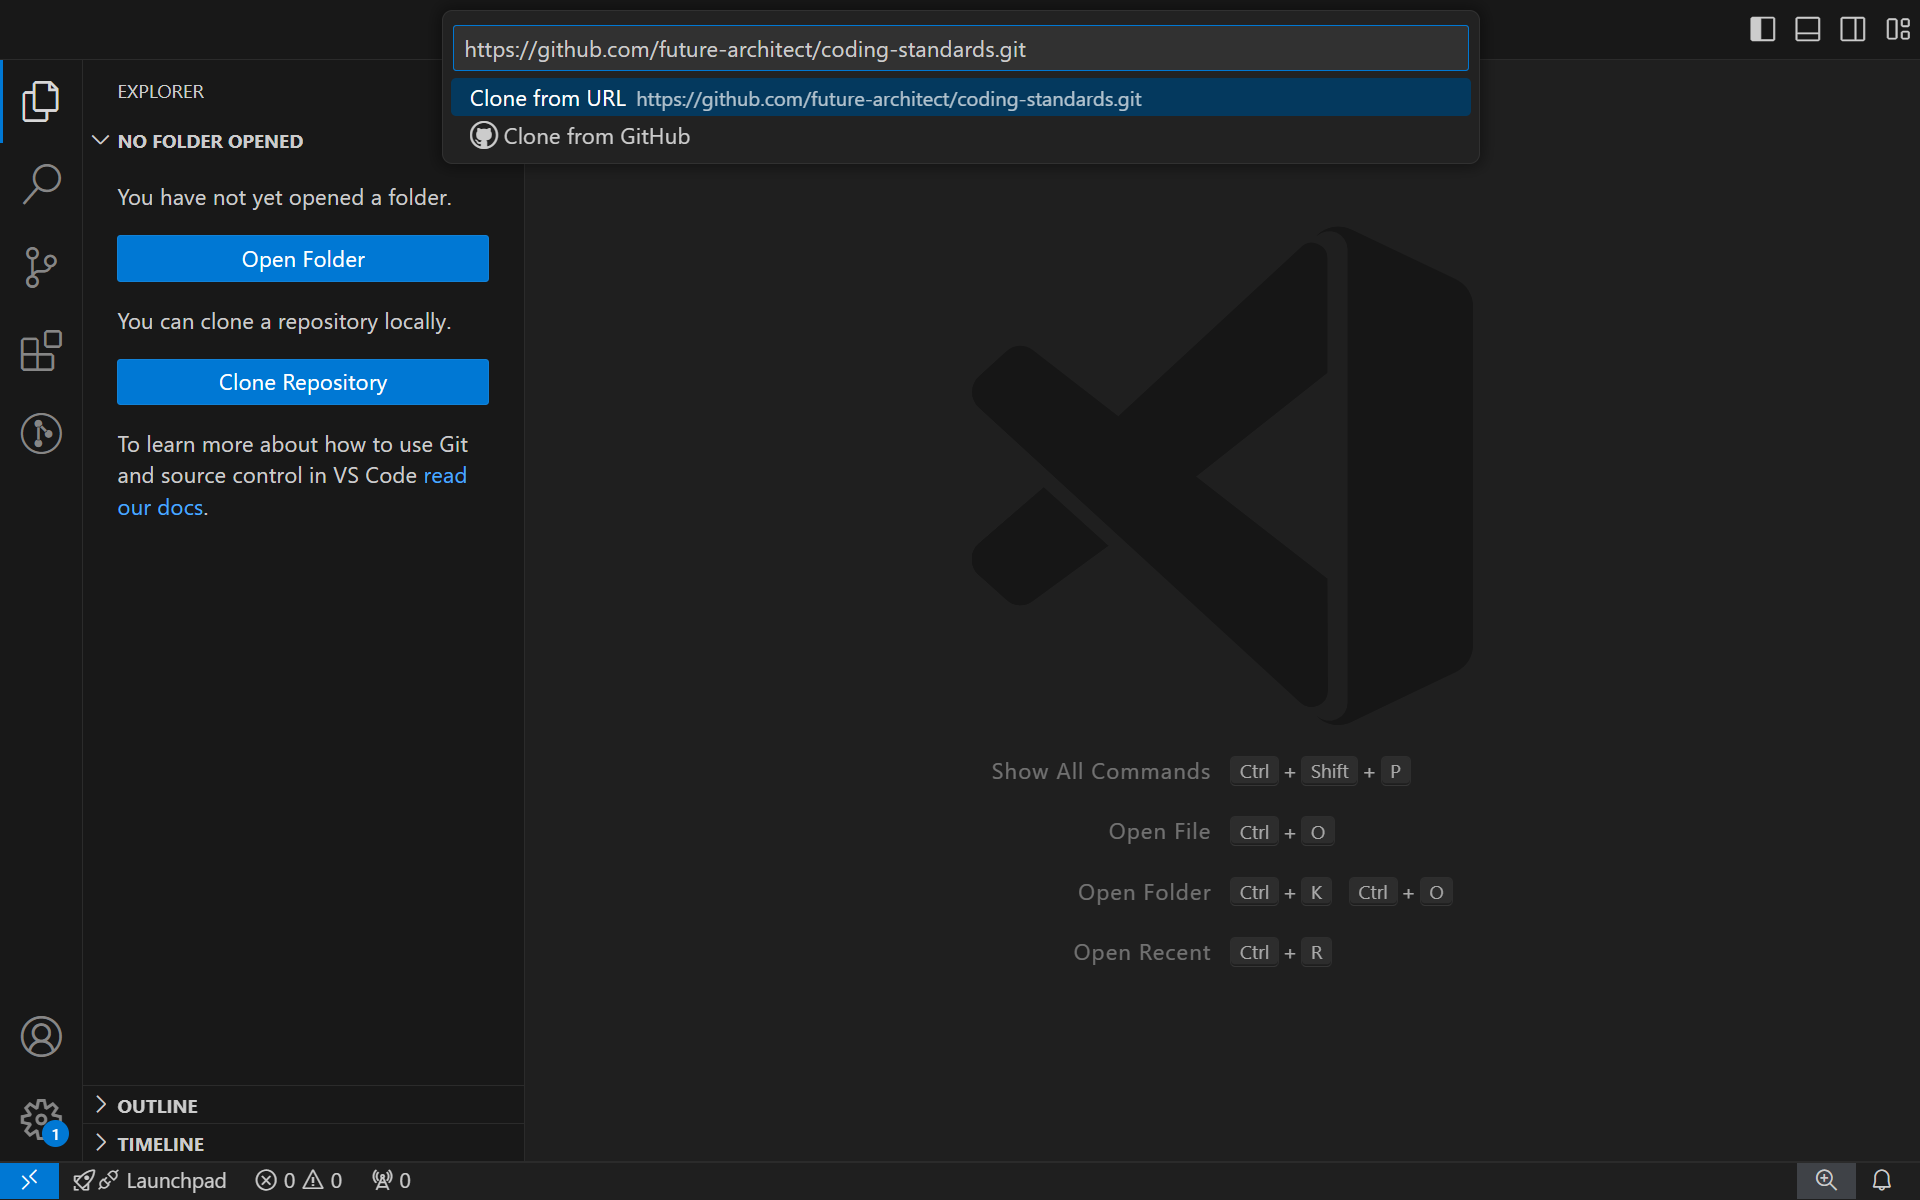 https://github.com/future-architect/coding-standards.git
Clone from URL https://github.com/future-architect/coding-standards.git
Clone from GitHub
EXPLORER
NO FOLDER OPENED
You have not yet opened a folder.
Open Folder
You can clone a repository locally.
Clone Repository
To learn more about how to use Git
and source control in VS Code read
our docs.
Show All Commands Ctrl + Shift + P
Open File Ctrl + O
Open Folder Ctrl + K Ctrl + O
Open Recent Ctrl + R
1
OUTLINE
TIMELINE
Launchpad 0 0 0